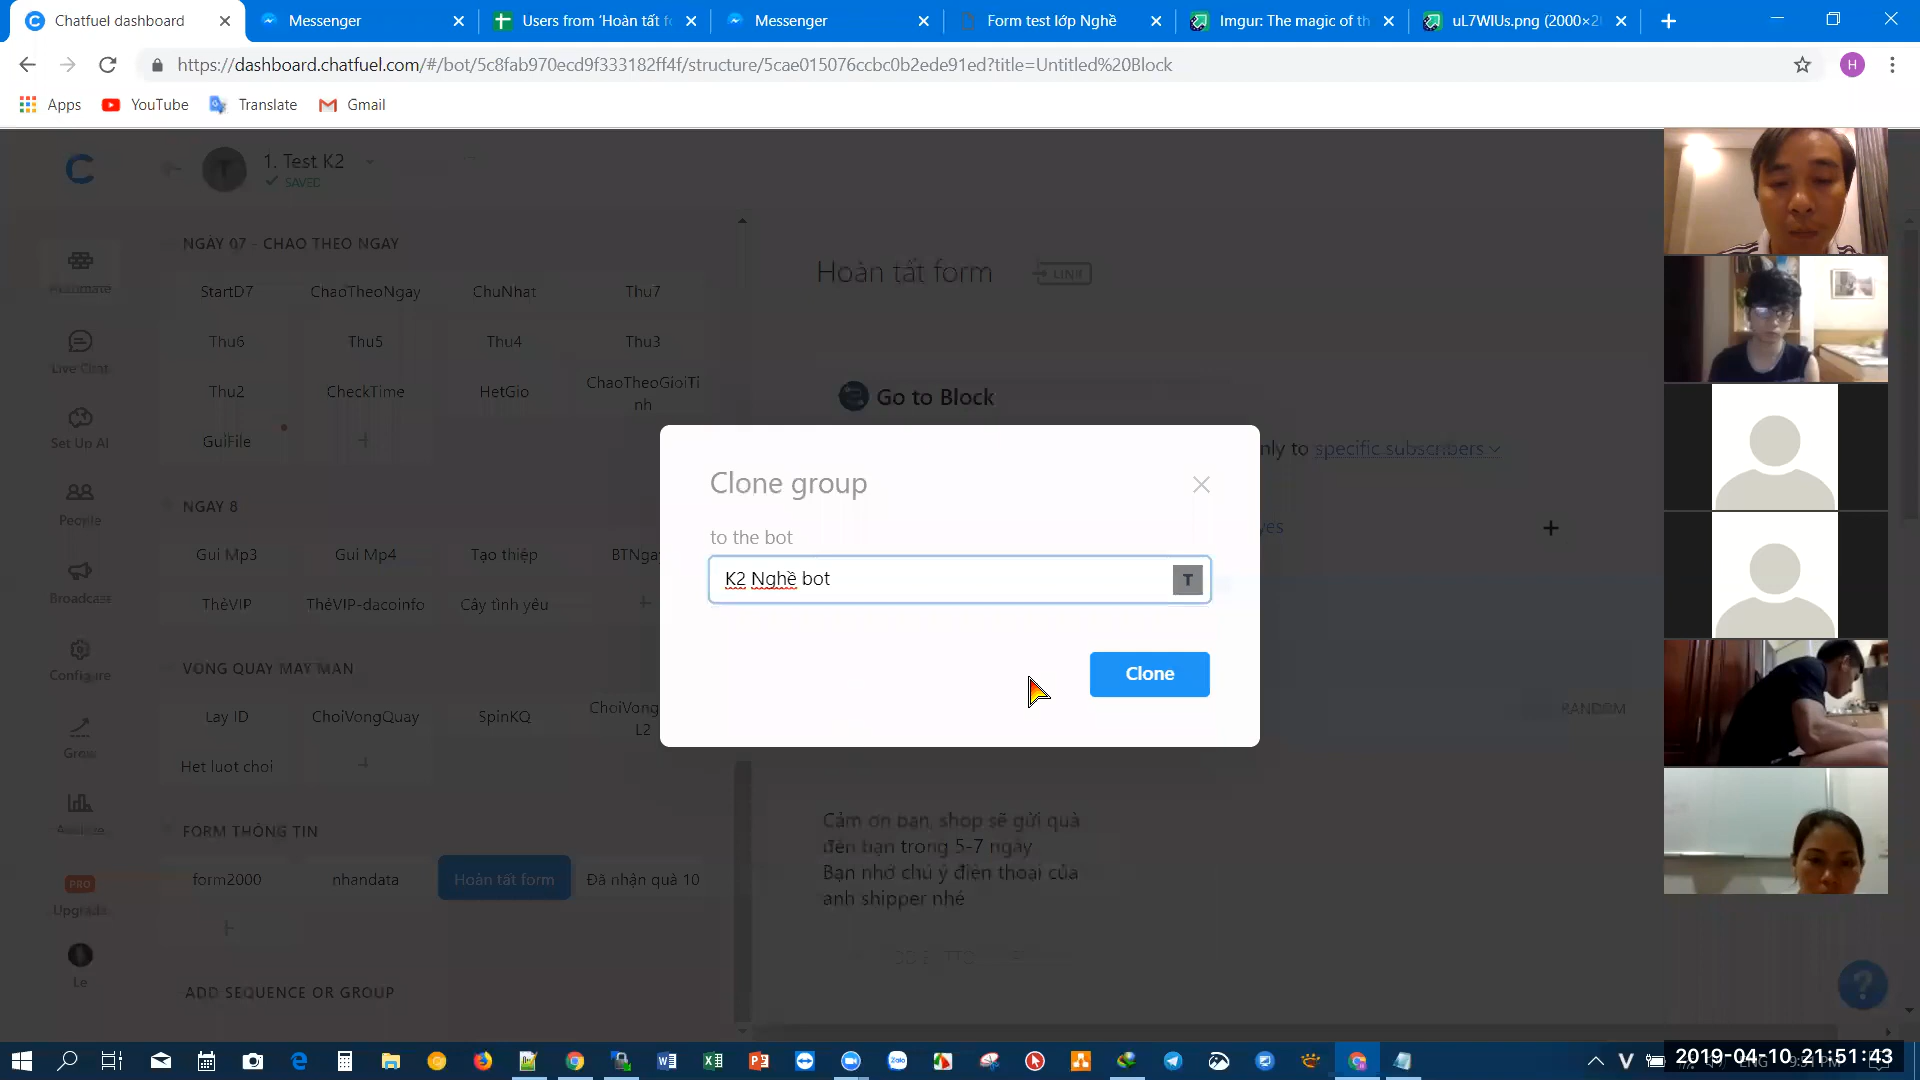 Chatfuel dashboard
Messenger
Users from 'Hoàn tất f
Messenger
Form test lớp Nghề
Imgur: The magic of th
uL7WlUs.png (2000×2
https://dashboard.chatfuel.com/#/bot/5c8fab970ecd9f333182ff4f/structure/5cae015076ccbc0b2ede91ed?title=Untitled%20Block
H
Apps
YouTube
Translate
Gmail
1. Test K2
SAVED
Automate
Live Chat
Set Up AI
People
Broadcast
Configure
Grow
Analyze
PRO
Upgrade
Le
NGAY 07 - CHAO THEO NGAY
StartD7
ChaoTheoNgay
ChuNhat
Thu7
Thu6
Thu5
Thu4
Thu3
Thu2
CheckTime
HetGio
ChaoTheoGioiTi
nh
GuiFile
NGAY 8
Gui Mp3
Gui Mp4
Tạo thiệp
BTNga
ThẻVIP
ThẻVIP-dacoinfo
Cây tình yêu
VONG QUAY MAY MAN
Lay ID
ChoiVongQuay
SpinKQ
ChoiVong
L2
Het luot choi
FORM THÔNG TIN
form2000
nhandata
Hoàn tất form
Đã nhận quà 10
ADD SEQUENCE OR GROUP
Hoàn tất form
LINK
Go to Block
nly to specific subscribers
yes
RANDOM
Clone group
to the bot
K2 Nghề bot
T
Clone
Cảm ơn bạn, shop sẽ gửi quà
đến bạn trong 5-7 ngày
Bạn nhớ chú ý điện thoại của
anh shipper nhé
?
2019-04-10 21:51:43